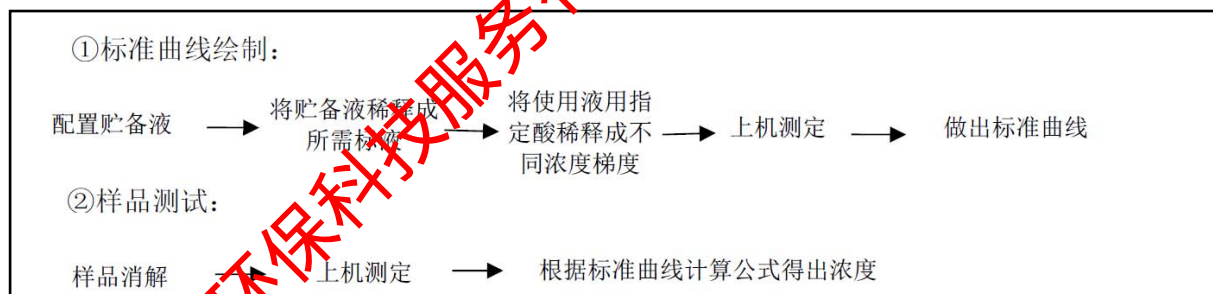 ①标准曲线绘制：
配置贮备液 → 将贮备液稀释成所需标液 → 将使用液用指定酸稀释成不同浓度梯度 → 上机测定 → 做出标准曲线
②样品测试：
样品消解 → 上机测定 → 根据标准曲线计算公式得出浓度
环保科技服务